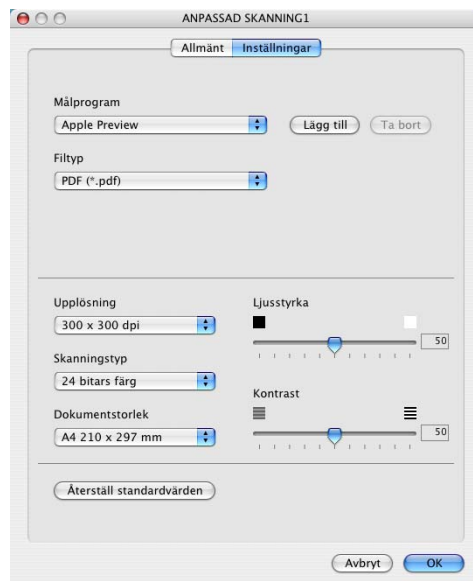 ANPASSAD SKANNING1
Allmänt Inställningar
Målprogram
Apple Preview Lägg till Ta bort
Filtyp
PDF (*.pdf)
Upplösning Ljusstyrka
300 x 300 dpi 50
Skanningstyp
24 bitars färg Kontrast
Dokumentstorlek
A4 210 x 297 mm 50
Återställ standardvärden
Avbryt OK